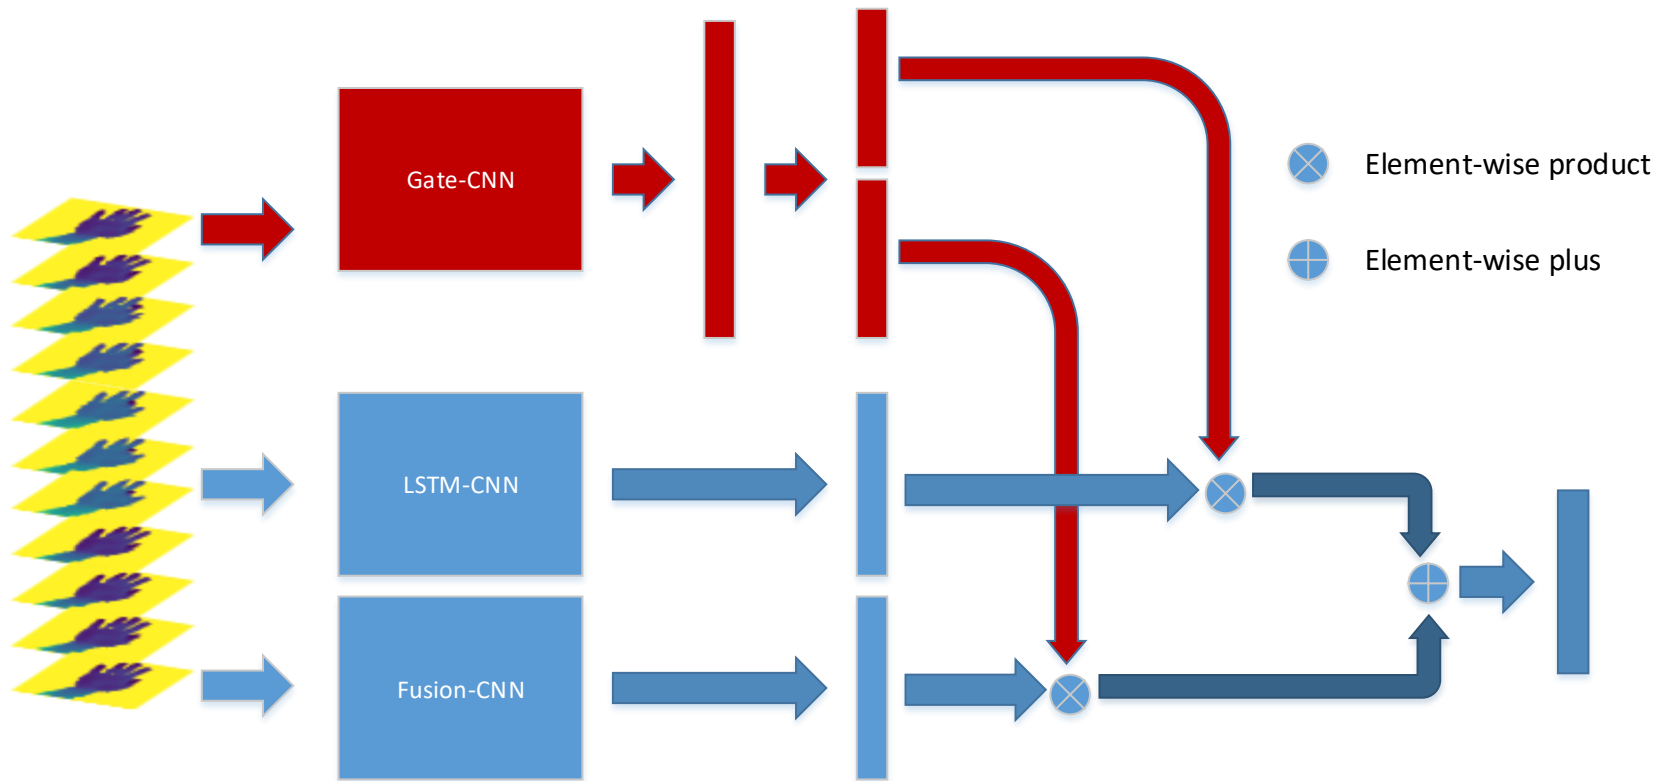 Gate-CNN
Element-wise product
Element-wise plus
LSTM-CNN
Fusion-CNN